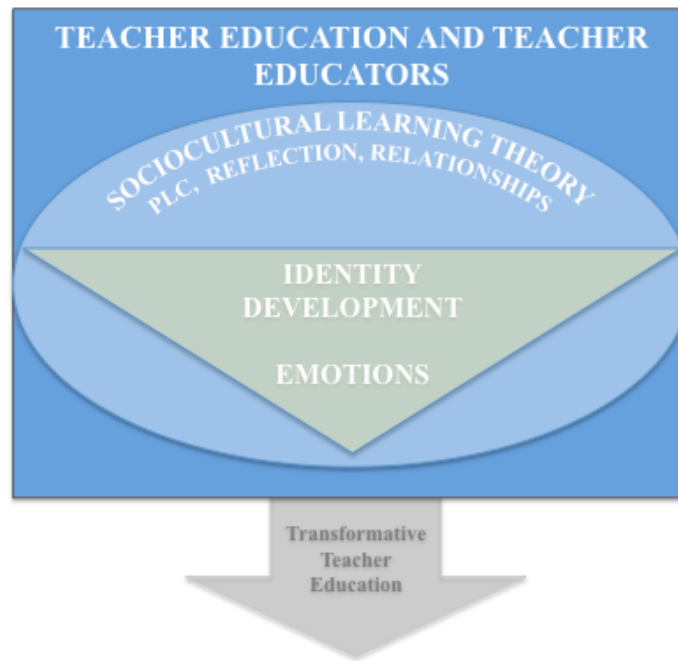 TEACHER EDUCATION AND TEACHER
EDUCATORS
SOCIOCULTURAL LEARNING THEORY
PLC, REFLECTION, RELATIONSHIPS
IDENTITY
DEVELOPMENT
EMOTIONS
Transformative
Teacher
Education